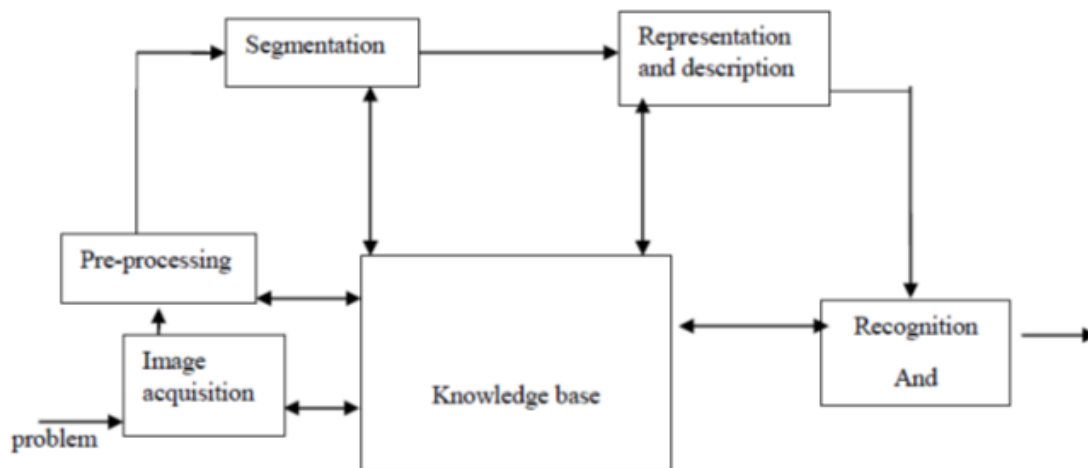 Segmentation
Representation
and description
Pre-processing
Image
acquisition
problem
Knowledge base
Recognition
And